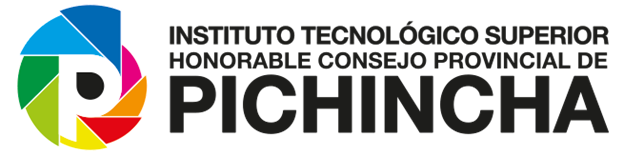 P
INSTITUTO TECNOLÓGICO SUPERIOR
HONORABLE CONSEJO PROVINCIAL DE
PICHINCHA